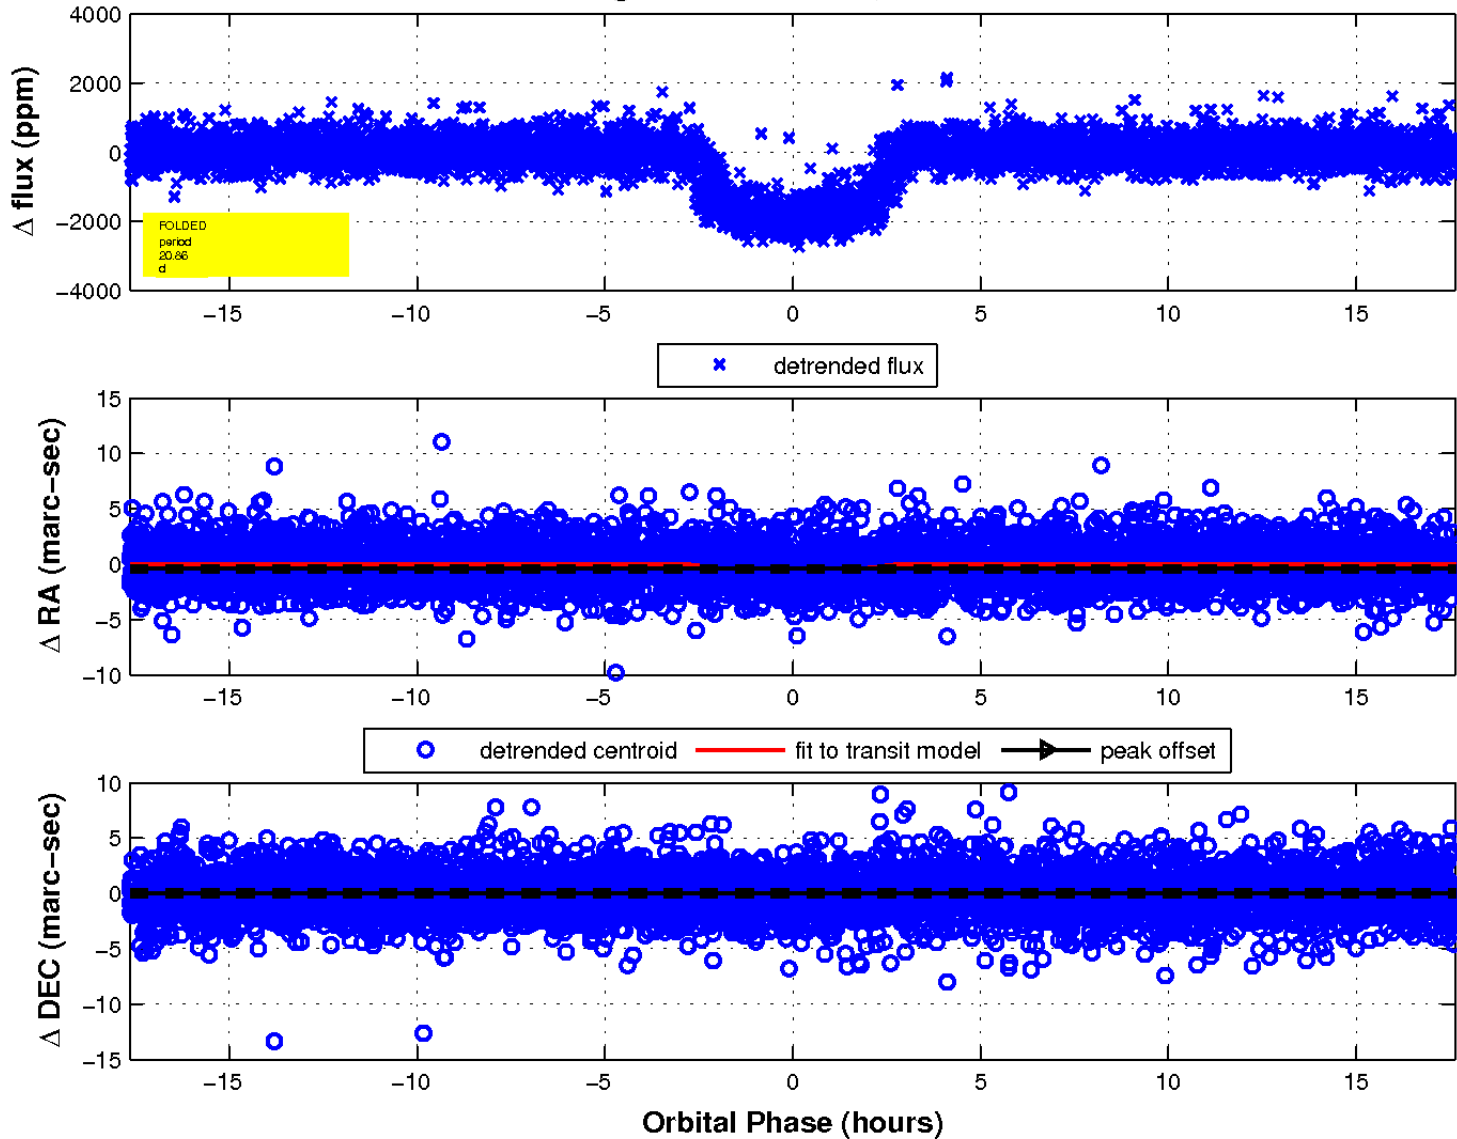 4000
2000
0
−2000
−4000
Δ flux (ppm)
FOLDED
period
20.86
d
−15 −10 −5 0 5 10 15
detrended flux
15
10
5
0
−5
−10
Δ RA (marc−sec)
−15 −10 −5 0 5 10 15
detrended centroid fit to transit model peak offset
10
5
0
−5
−10
−15
Δ DEC (marc−sec)
−15 −10 −5 0 5 10 15
Orbital Phase (hours)